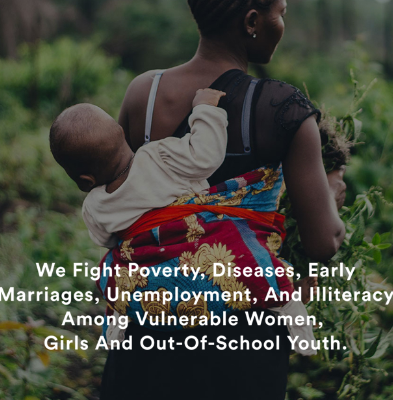 We Fight Poverty, Diseases, Early
Marriages, Unemployment, And Illiteracy
Among Vulnerable Women,
Girls And Out-Of-School Youth.